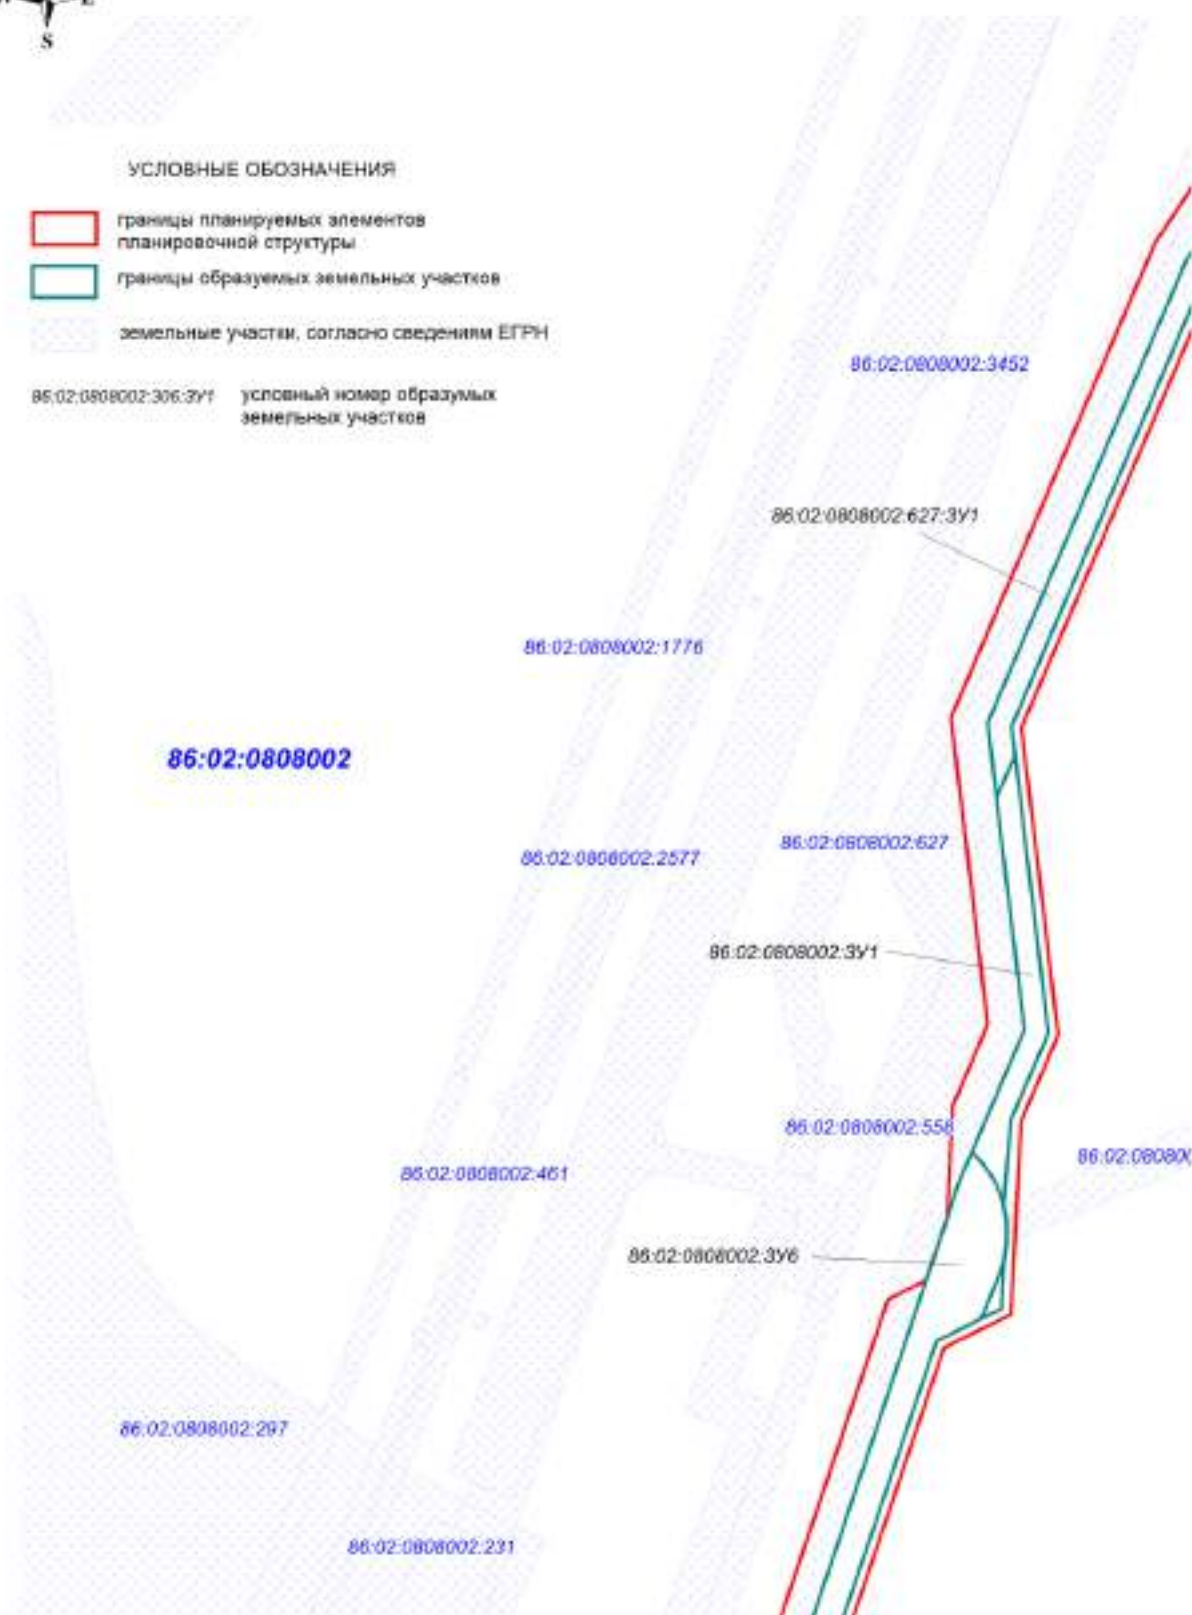 E
S
УСЛОВНЫЕ ОБОЗНАЧЕНИЯ
границы планируемых элементов
планировочной структуры
границы образуемых земельных участков
земельные участки, согласно сведениям ЕГРН
86:02:0808002:306:ЗУ1
условный номер образумых
земельных участков
86:02:0808002:3452
86:02:0808002:627:ЗУ1
86:02:0808002:1776
86:02:0808002
86:02:0808002:627
86:02:0808002:2577
86:02:0808002:ЗУ1
86:02:0808002:558
86:02:080800
86:02:0808002:461
86:02:0808002:ЗУ6
86:02:0808002:297
86:02:0808002:231